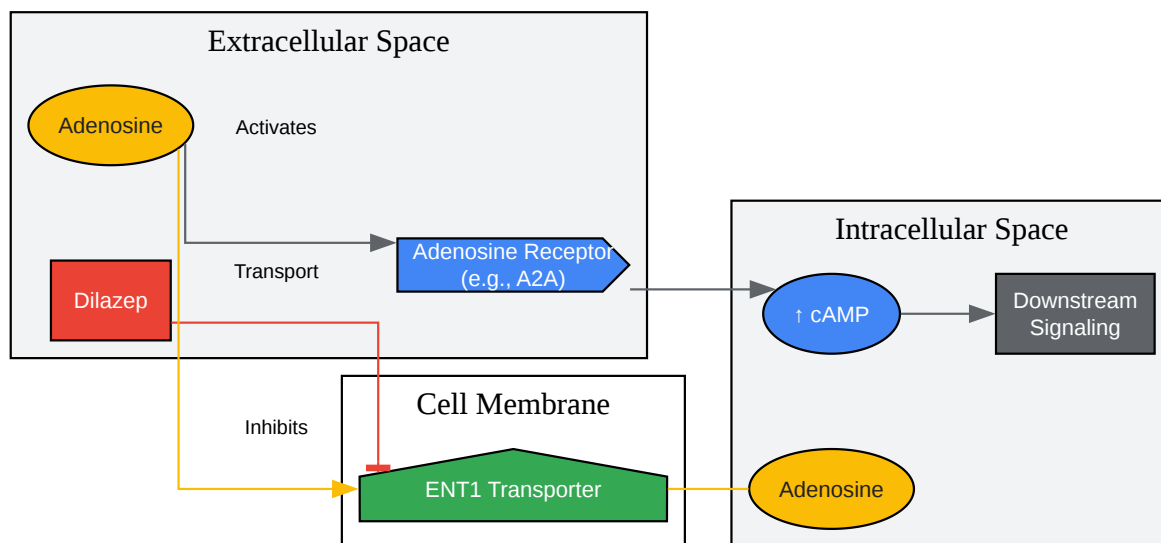 Extracellular Space
Adenosine
Activates
Adenosine Receptor
(e.g., A2A)
Transport
Dilazep
Intracellular Space
↑ cAMP
Downstream
Signaling
Cell Membrane
Inhibits
ENT1 Transporter
Adenosine